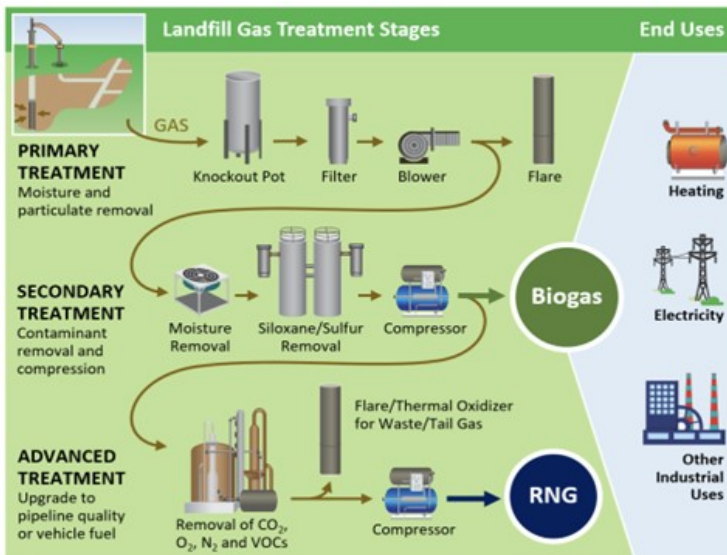 Landfill Gas Treatment Stages
End Uses
GAS
PRIMARY
TREATMENT
Moisture and
particulate removal
Knockout Pot
Filter
Blower
Flare
Heating
SECONDARY
TREATMENT
Contaminant
removal and
compression
Moisture
Removal
Siloxane/Sulfur
Removal
Compressor
Biogas
Electricity
ADVANCED
TREATMENT
Upgrade to
pipeline quality
or vehicle fuel
Removal of CO₂,
O₂, N₂ and VOCs
Flare/Thermal Oxidizer
for Waste/Tail Gas
Compressor
RNG
Other
Industrial
Uses